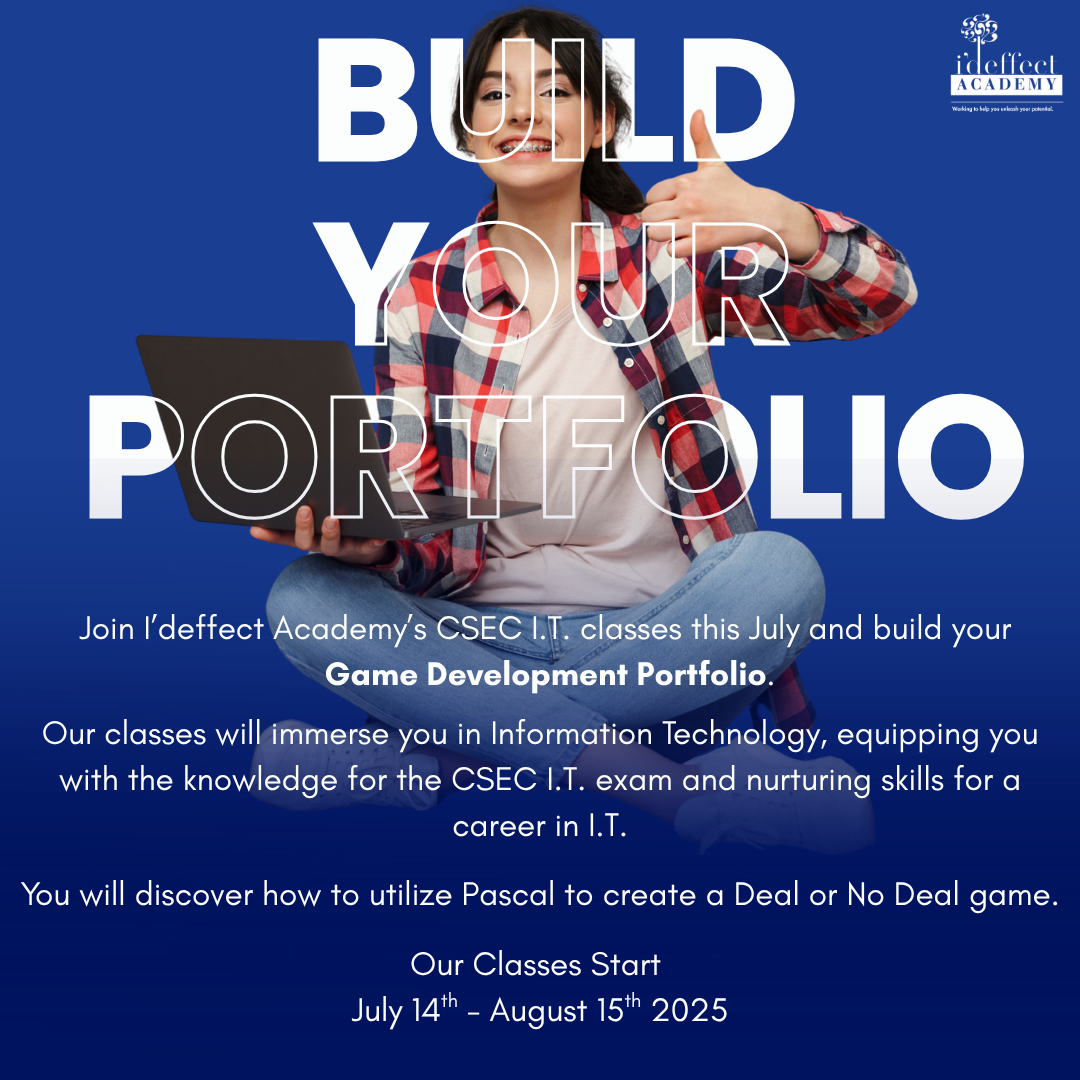 BUILD
YOUR
PORTFOLIO
i'deffect
ACADEMY
Working to help you unleash your potential.
Join I'deffect Academy's CSEC I.T. classes this July and build your
Game Development Portfolio.
Our classes will immerse you in Information Technology, equipping you
with the knowledge for the CSEC I.T. exam and nurturing skills for a
career in I.T.
You will discover how to utilize Pascal to create a Deal or No Deal game.
Our Classes Start
July 14th - August 15th 2025